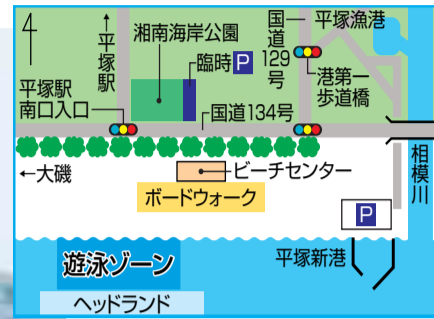 ↑平塚駅
湘南海岸公園
臨時 P
国道129号
平塚漁港
港第一
歩道橋
平塚駅
南口入口
国道134号
相模川
←大磯
ビーチセンター
ボードウォーク
P
遊泳ゾーン
平塚新港
ヘッドランド